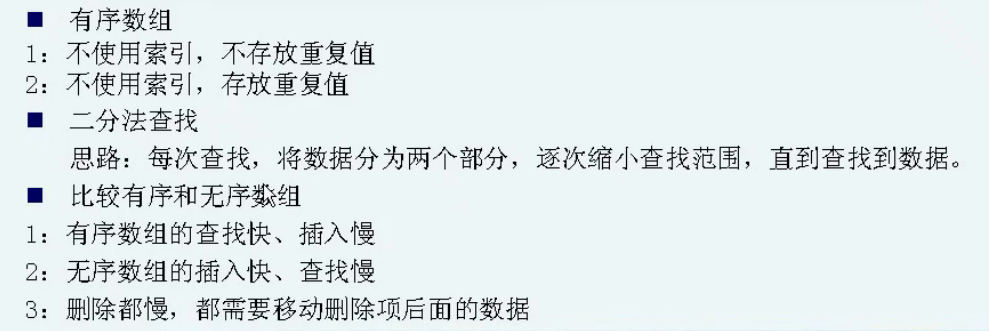 ■ 有序数组
1：不使用索引，不存放重复值
2：不使用索引，存放重复值
■ 二分法查找
思路：每次查找，将数据分为两个部分，逐次缩小查找范围，直到查找到数据。
■ 比较有序和无序数组
1：有序数组的查找快、插入慢
2：无序数组的插入快、查找慢
3：删除都慢，都需要移动删除项后面的数据